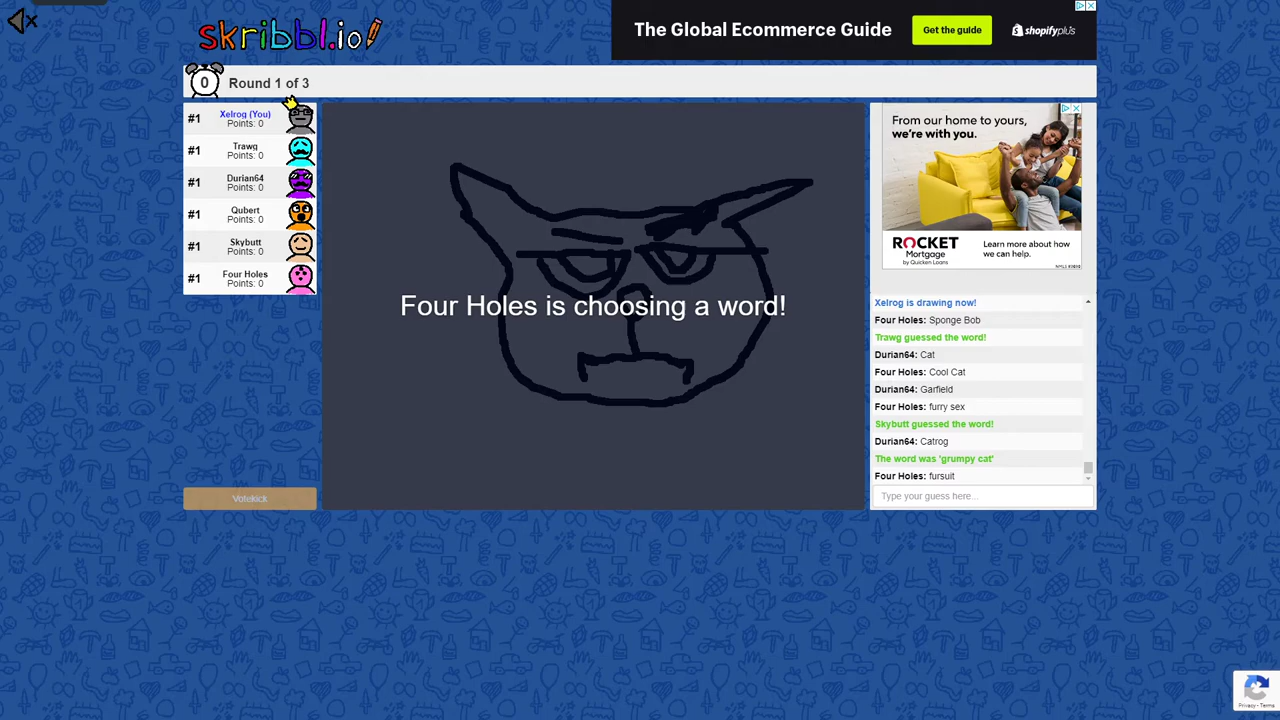 skribbl.io
The Global Ecommerce Guide
Get the guide
shopifyplus
0
Round 1 of 3
#1
Xelrog (You)
Points: 0
#1
Trawg
Points: 0
#1
Durian64
Points: 0
#1
Qubert
Points: 0
#1
Skybutt
Points: 0
#1
Four Holes
Points: 0
Votekick
Four Holes is choosing a word!
From our home to yours,
we're with you.
ROCKET
Mortgage
by Quicken Loans
Learn more about how
we can help.
Xelrog is drawing now!
Four Holes: Sponge Bob
Trawg guessed the word!
Durian64: Cat
Four Holes: Cool Cat
Durian64: Garfield
Four Holes: furry sex
Skybutt guessed the word!
Durian64: Catrog
The word was 'grumpy cat'
Four Holes: fursuit
Type your guess here...
Privacy - Terms